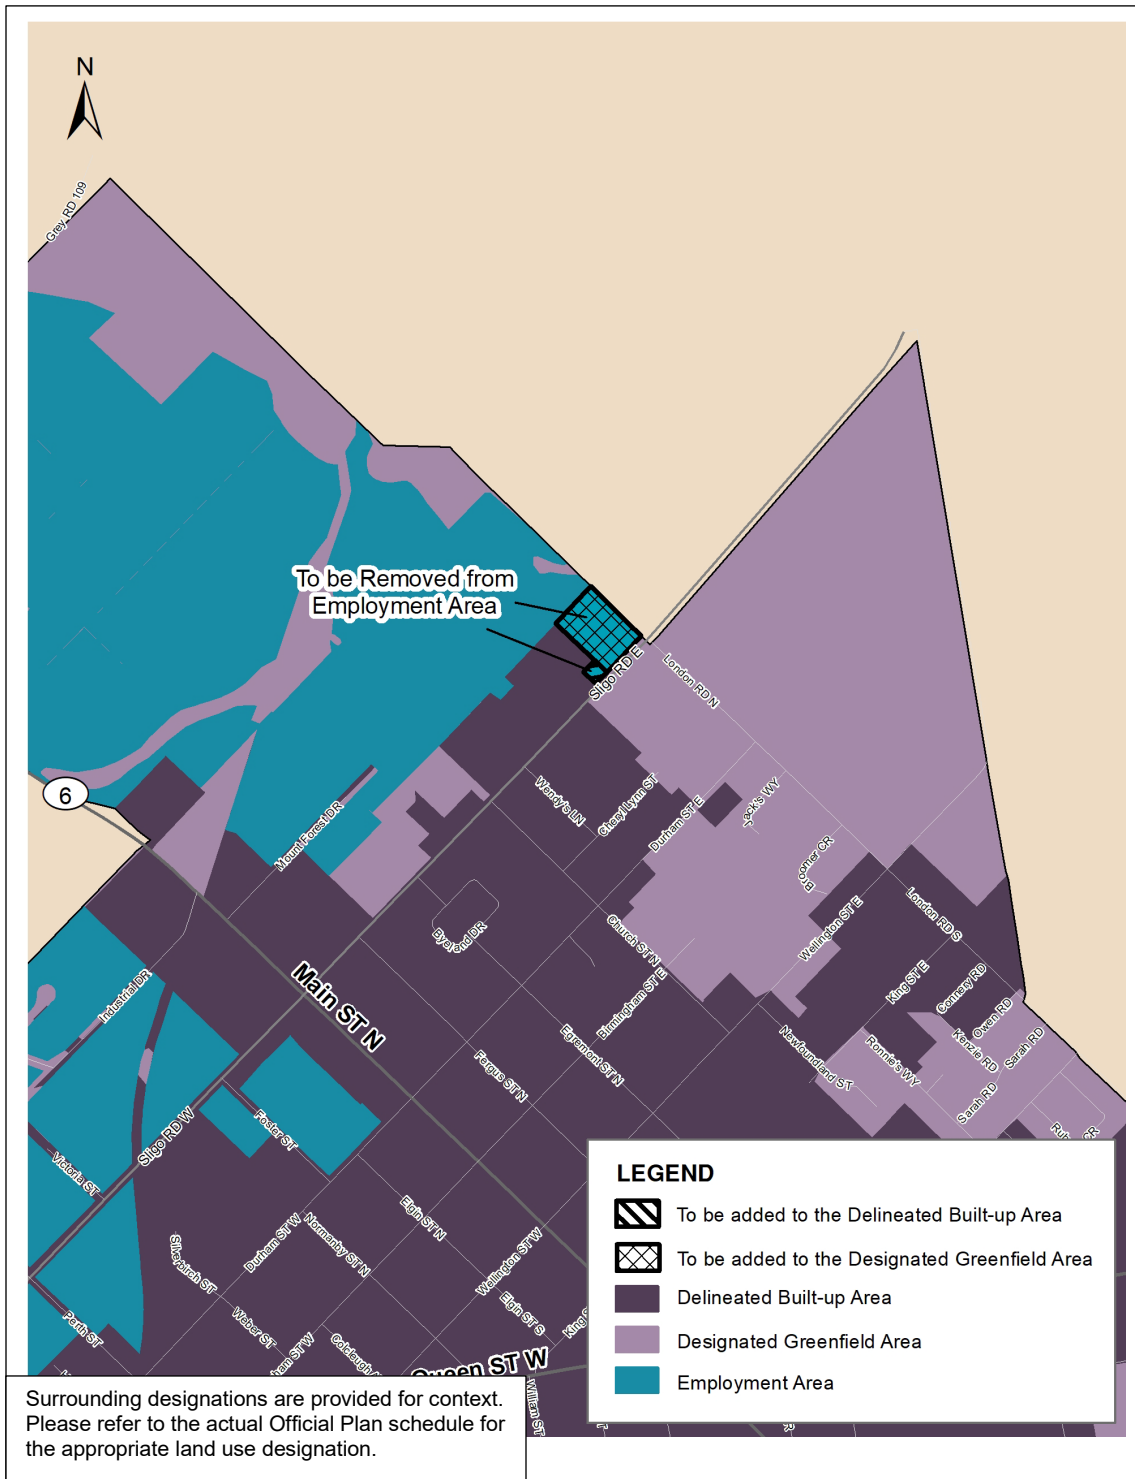 N
Grey RD 109
To be Removed from
Employment Area
Sligo RD E
London RD N
6
Mount Forest DR
Wendy's LN
Cheryl Lynn ST
Durham ST E
Jack's WY
Broomer CR
Wellington ST E
London RD S
Byeland DR
Church ST N
Birmingham ST E
King ST E
Connery RD
Owen RD
Kenzie RD
Sarah RD
Industrial DR
Main ST N
Egremont ST N
Fergus ST N
Newfoundland ST
Ronnie's WY
Sarah RD
Sligo RD W
Foster ST
Victoria ST
Silverbirch ST
Durham ST W
Normanby ST N
Elgin ST N
Wellington ST W
Elgin ST S
Perth ST
Weber ST
Queen ST W
William ST
LEGEND
To be added to the Delineated Built-up Area
To be added to the Designated Greenfield Area
Delineated Built-up Area
Designated Greenfield Area
Employment Area
Surrounding designations are provided for context.
Please refer to the actual Official Plan schedule for
the appropriate land use designation.